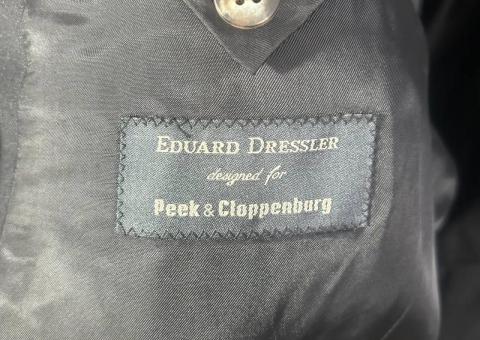 EDUARD DRESSLER
designed for
Peek & Cloppenburg